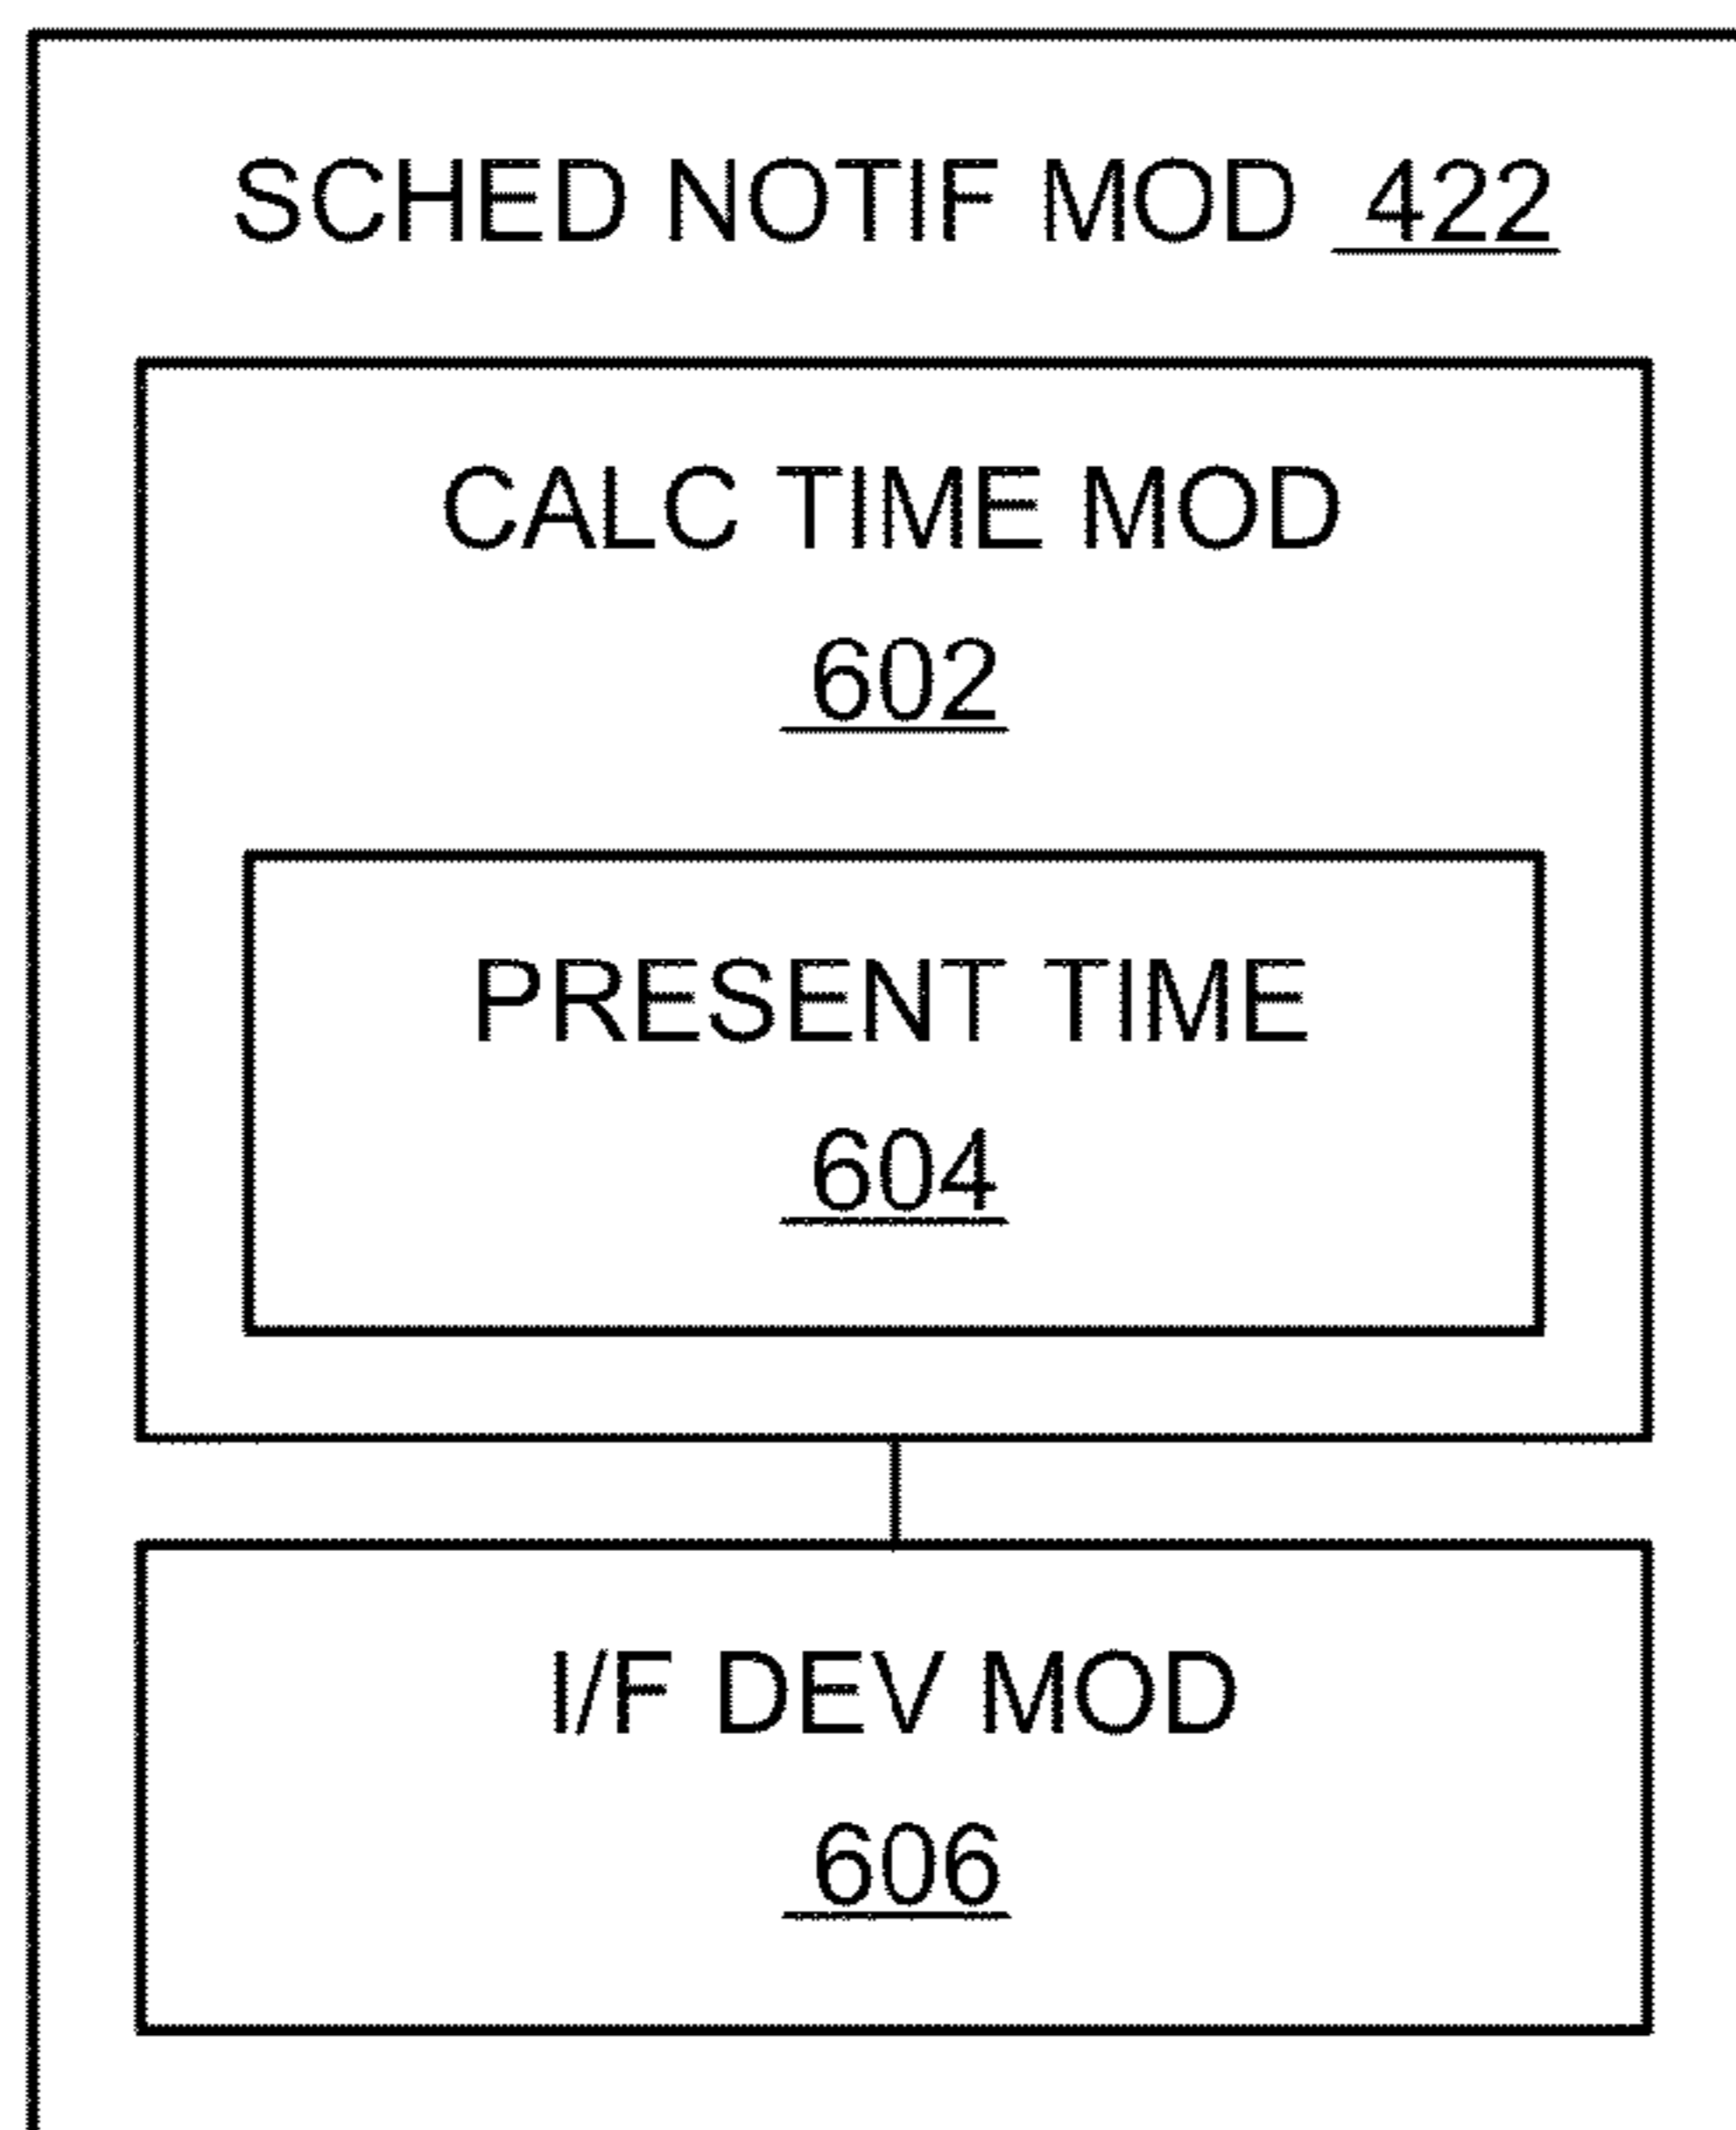 SCHED NOTIF MOD 422
CALC TIME MOD
602
PRESENT TIME
604
I/F DEV MOD
606